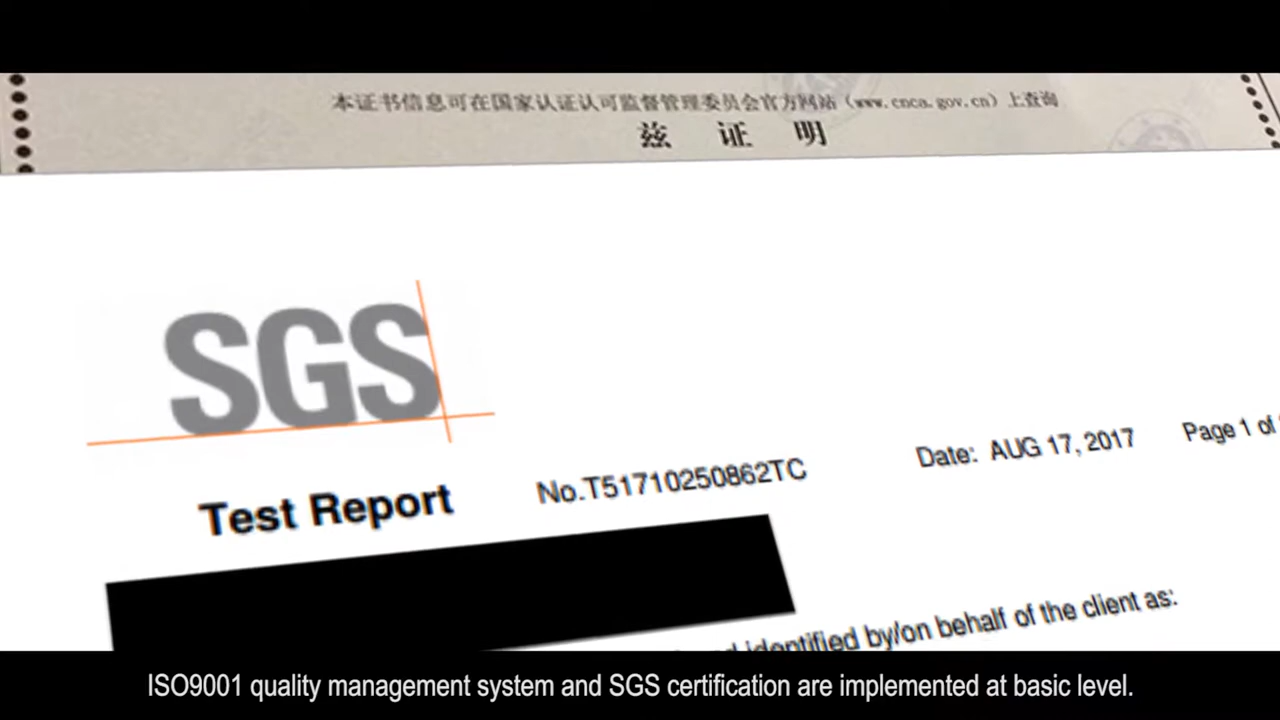 本证书信息可在国家认证认可监督管理委员会官方网站（www.cnca.gov.cn）上查询
兹 证 明
SGS
Test Report No.T51710250862TC Date: AUG 17, 2017 Page 1 of
identified by/on behalf of the client as:
ISO9001 quality management system and SGS certification are implemented at basic level.